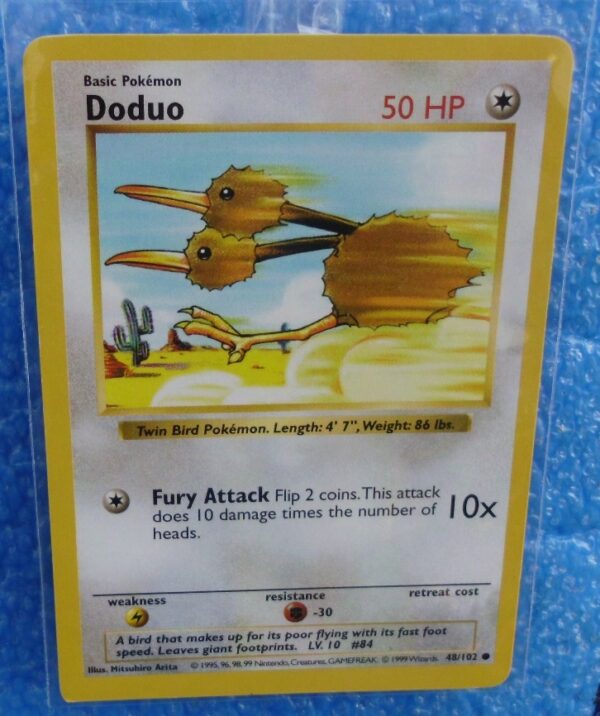 Basic Pokémon
Doduo
50 HP
Twin Bird Pokémon. Length: 4' 7", Weight: 86 lbs.
Fury Attack Flip 2 coins. This attack
does 10 damage times the number of
heads.
10x
weakness
resistance
retreat cost
-30
A bird that makes up for its poor flying with its fast foot
speed. Leaves giant footprints. LV. 10 #84
Illus. Mitsuhiro Arita © 1995, 96, 98, 99 Nintendo, Creatures, GAMEFREAK. © 1999 Wizards. 48/102